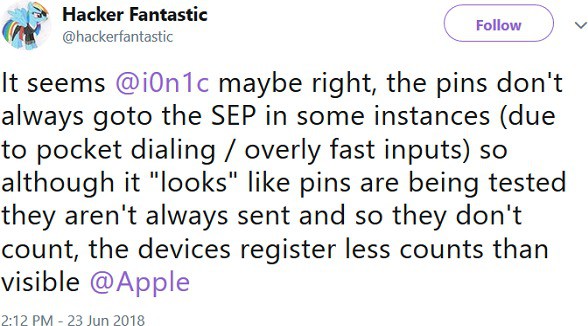 Hacker Fantastic
@hackerfantastic
Follow
It seems @i0n1c maybe right, the pins don't
always goto the SEP in some instances (due
to pocket dialing / overly fast inputs) so
although it "looks" like pins are being tested
they aren't always sent and so they don't
count, the devices register less counts than
visible @Apple
2:12 PM - 23 Jun 2018